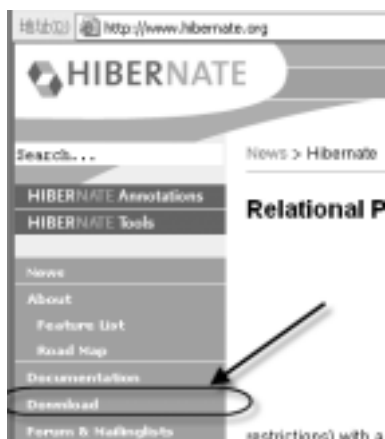 地址(D) http://www.hibernate.org
HIBERNATE
Search...
News > Hibernate
HIBERNATE Annotations
HIBERNATE Tools
Relational P
News
About
Feature List
Road Map
Documentation
Download
Forum & Mailinglists
restrictions) with a